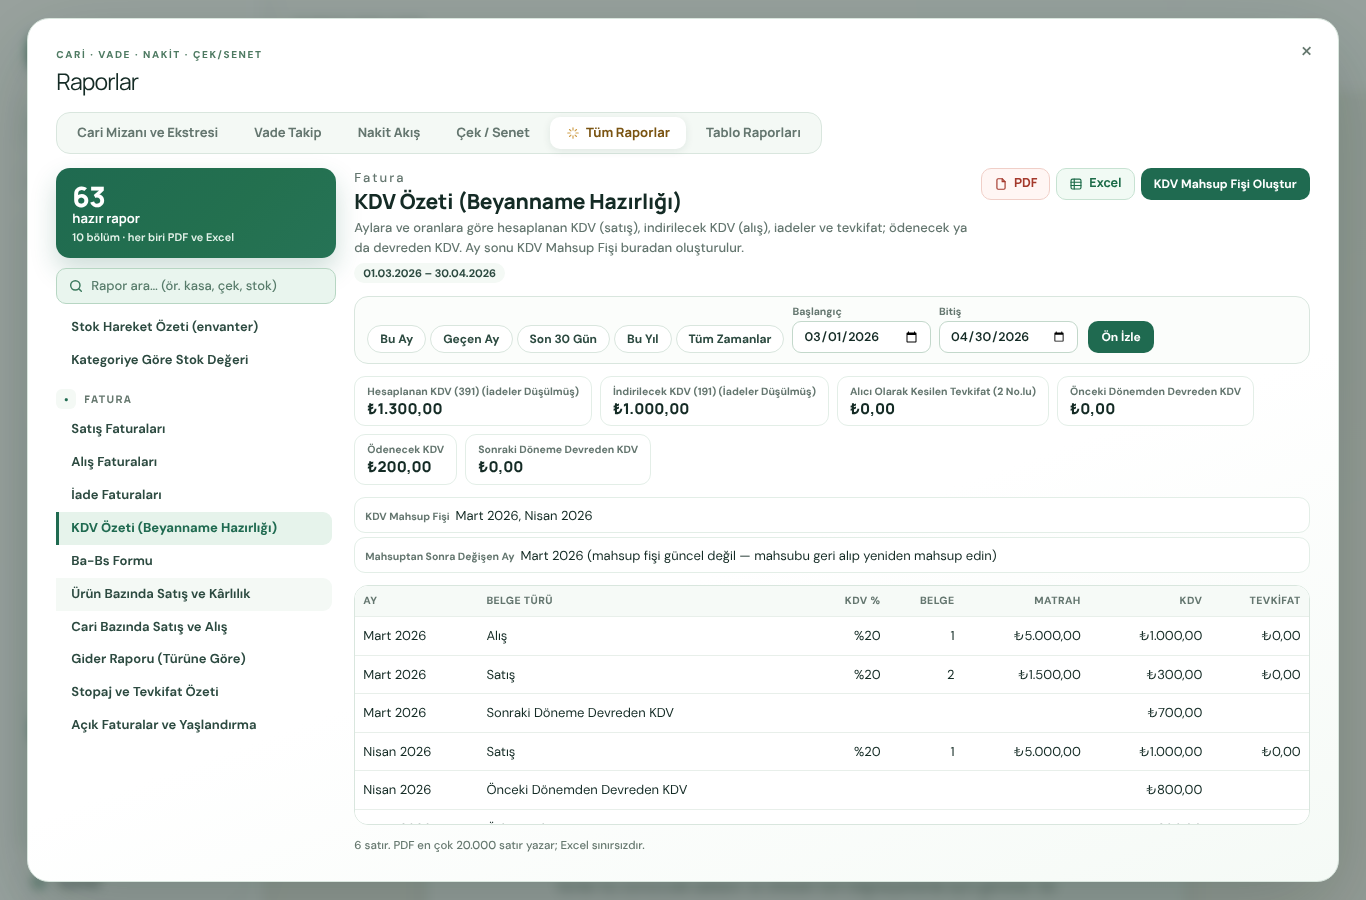 CARİ · VADE · NAKİT · ÇEK/SENET
Raporlar
×
Cari Mizanı ve Ekstresi
Vade Takip
Nakit Akış
Çek / Senet
Tüm Raporlar
Tablo Raporları
63
hazır rapor
10 bölüm · her biri PDF ve Excel
Rapor ara... (ör. kasa, çek, stok)
Stok Hareket Özeti (envanter)
Kategoriye Göre Stok Değeri
• FATURA
Satış Faturaları
Alış Faturaları
İade Faturaları
KDV Özeti (Beyanname Hazırlığı)
Ba-Bs Formu
Ürün Bazında Satış ve Kârlılık
Cari Bazında Satış ve Alış
Gider Raporu (Türüne Göre)
Stopaj ve Tevkifat Özeti
Açık Faturalar ve Yaşlandırma
Fatura
KDV Özeti (Beyanname Hazırlığı)
Aylara ve oranlara göre hesaplanan KDV (satış), indirilecek KDV (alış), iadeler ve tevkifat; ödenecek ya
da devreden KDV. Ay sonu KDV Mahsup Fişi buradan oluşturulur.
01.03.2026 – 30.04.2026
PDF
Excel
KDV Mahsup Fişi Oluştur
Bu Ay
Geçen Ay
Son 30 Gün
Bu Yıl
Tüm Zamanlar
Başlangıç
03/01/2026
Bitiş
04/30/2026
Ön İzle
Hesaplanan KDV (391) (İadeler Düşülmüş)
₺1.300,00
İndirilecek KDV (191) (İadeler Düşülmüş)
₺1.000,00
Alıcı Olarak Kesilen Tevkifat (2 No.lu)
₺0,00
Önceki Dönemden Devreden KDV
₺0,00
Ödenecek KDV
₺200,00
Sonraki Döneme Devreden KDV
₺0,00
KDV Mahsup Fişi Mart 2026, Nisan 2026
Mahsuptan Sonra Değişen Ay Mart 2026 (mahsup fişi güncel değil — mahsubu geri alıp yeniden mahsup edin)
AY BELGE TÜRÜ KDV % BELGE MATRAH KDV TEVKİFAT
Mart 2026 Alış %20 1 ₺5.000,00 ₺1.000,00 ₺0,00
Mart 2026 Satış %20 2 ₺1.500,00 ₺300,00 ₺0,00
Mart 2026 Sonraki Döneme Devreden KDV ₺700,00
Nisan 2026 Satış %20 1 ₺5.000,00 ₺1.000,00 ₺0,00
Nisan 2026 Önceki Dönemden Devreden KDV ₺800,00
6 satır. PDF en çok 20.000 satır yazar; Excel sınırsızdır.